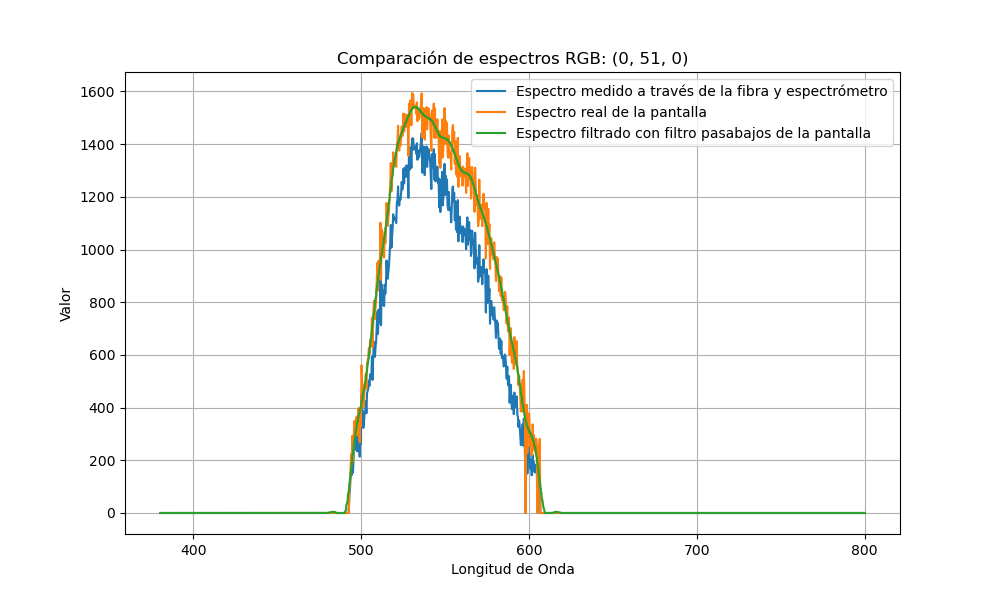 Comparación de espectros RGB: (0, 51, 0)
Espectro medido a través de la fibra y espectrómetro
Espectro real de la pantalla
Espectro filtrado con filtro pasabajos de la pantalla
Valor
1600
1400
1200
1000
800
600
400
200
0
400
500
600
700
800
Longitud de Onda